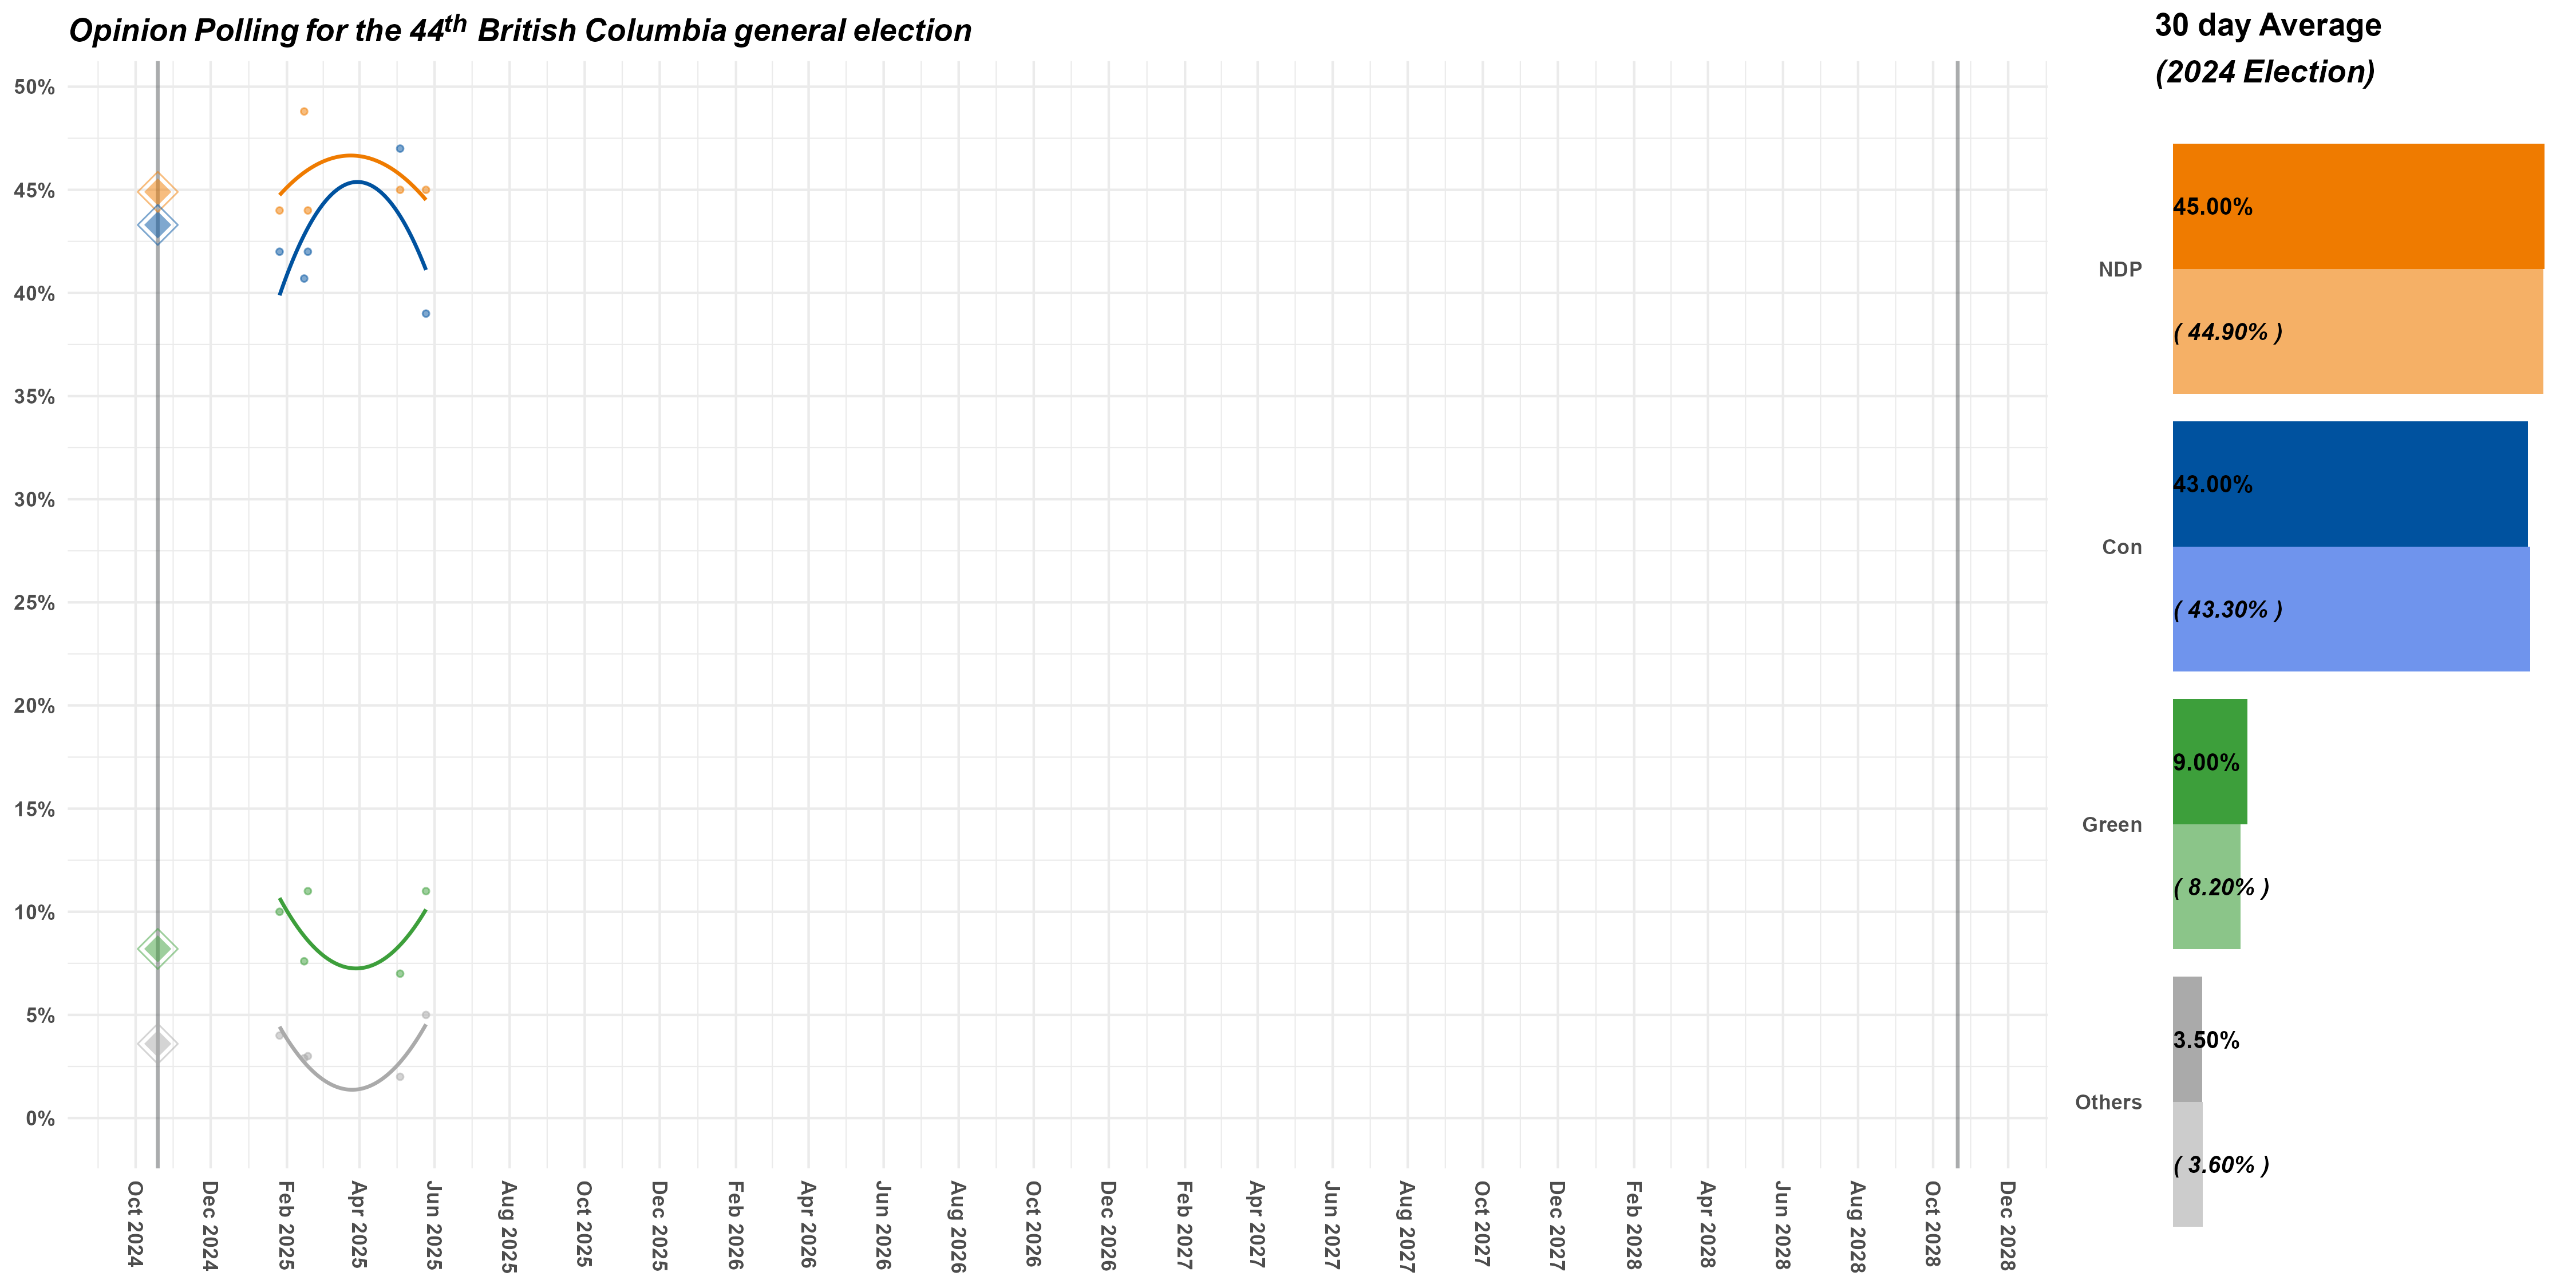 Opinion Polling for the 44th British Columbia general election
30 day Average
(2024 Election)
50%
45%
40%
35%
30%
25%
20%
15%
10%
5%
0%
Oct 2024
Dec 2024
Feb 2025
Apr 2025
Jun 2025
Aug 2025
Oct 2025
Dec 2025
Feb 2026
Apr 2026
Jun 2026
Aug 2026
Oct 2026
Dec 2026
Feb 2027
Apr 2027
Jun 2027
Aug 2027
Oct 2027
Dec 2027
Feb 2028
Apr 2028
Jun 2028
Aug 2028
Oct 2028
Dec 2028
NDP
45.00%
( 44.90% )
Con
43.00%
( 43.30% )
Green
9.00%
( 8.20% )
Others
3.50%
( 3.60% )